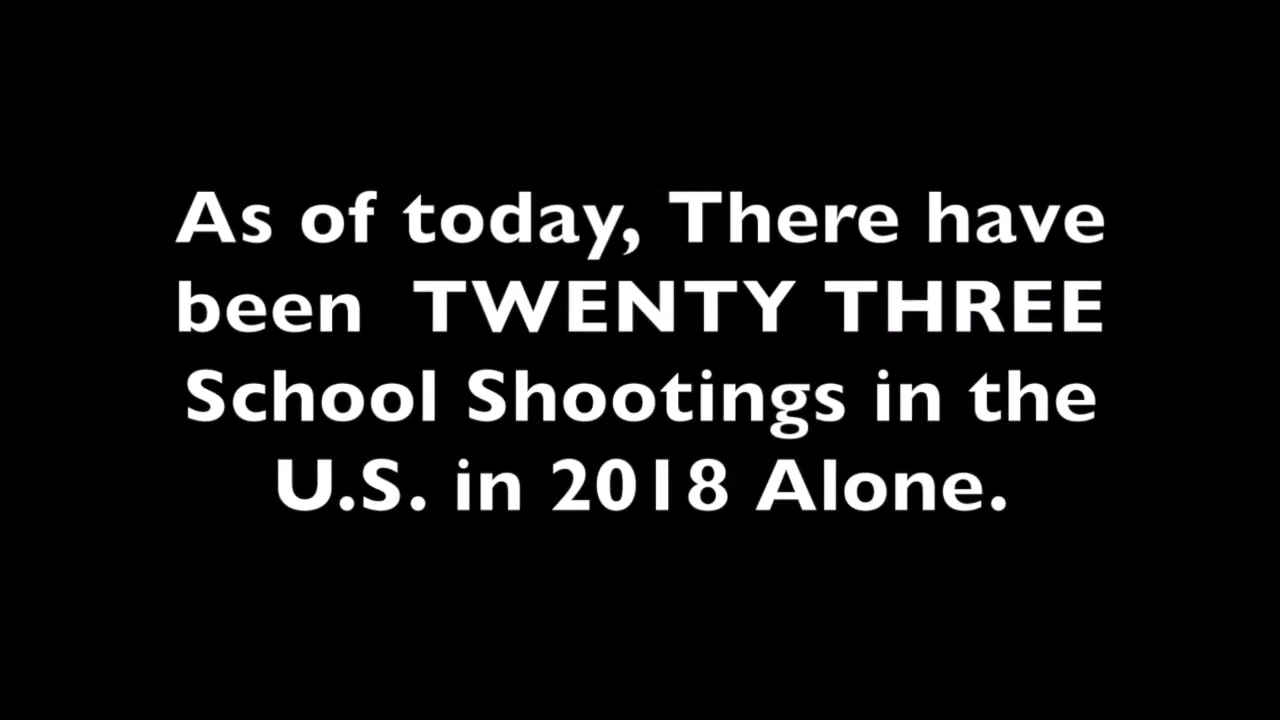 As of today, There have
been  TWENTY THREE
School Shootings in the
U.S. in 2018 Alone.